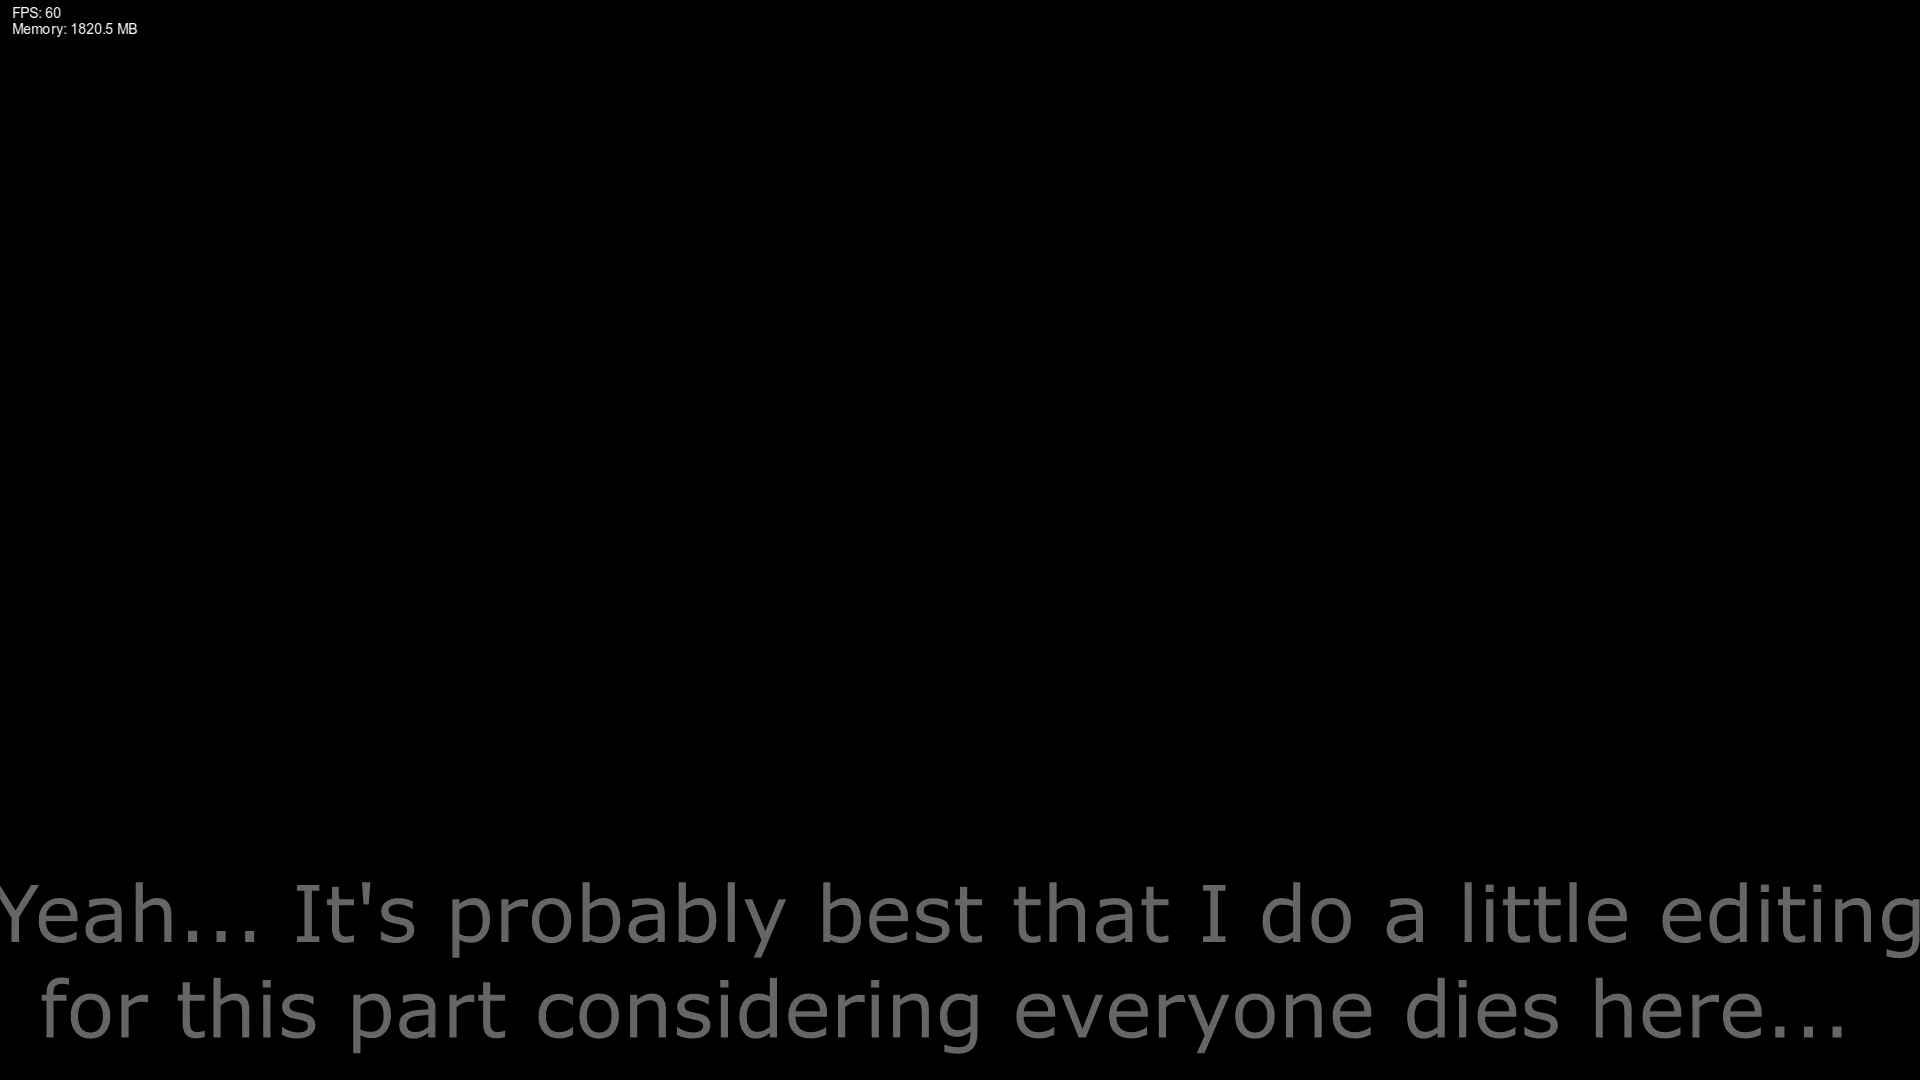 FPS: 60
Memory: 1820.5 MB
Yeah... It's probably best that I do a little editing
for this part considering everyone dies here...